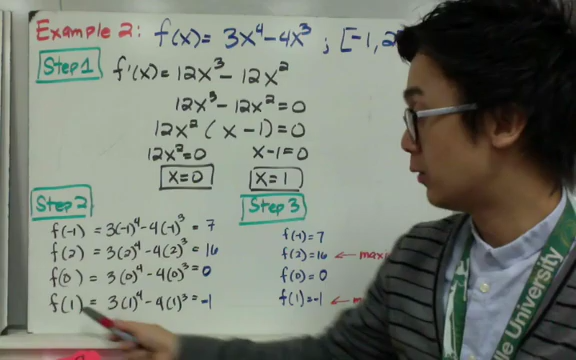 Example 2: f(x) = 3x⁴ - 4x³ ; [-1, 2
Step 1
f'(x) = 12x³ - 12x²
12x³ - 12x² = 0
12x² ( x - 1) = 0
12x² = 0 x - 1 = 0
x = 0 x = 1
Step 2
f(-1) = 3(-1)⁴ - 4(-1)³ = 7
f(2) = 3(2)⁴ - 4(2)³ = 16
f(0) = 3(0)⁴ - 4(0)³ = 0
f(1) = 3(1)⁴ - 4(1)³ = -1
Step 3
f(-1) = 7
f(2) = 16 ←
f(0) = 0
f(1) = -1 ←
University